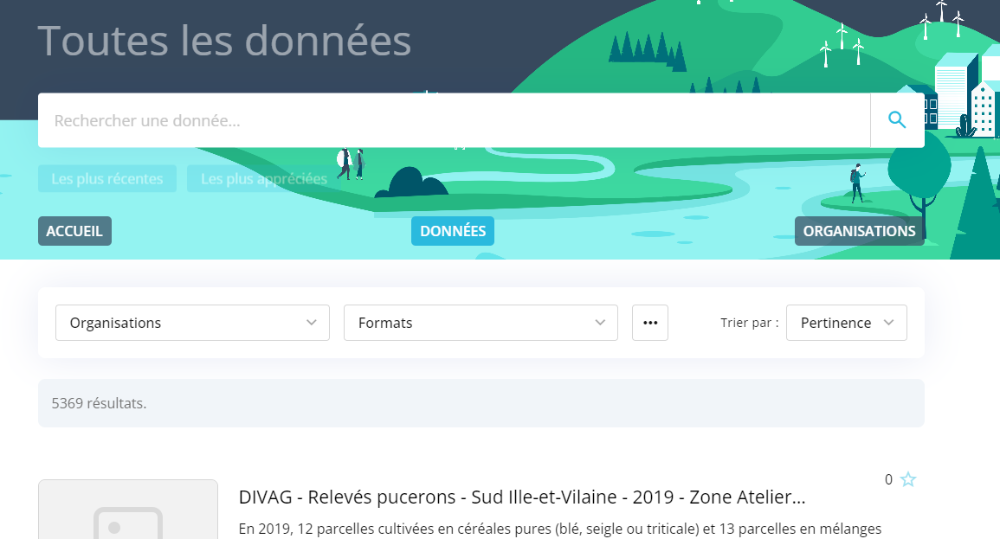 Toutes les données
Rechercher une donnée...
Les plus récentes
Les plus appréciées
ACCUEIL
DONNÉES
ORGANISATIONS
Organisations
Formats
•••
Trier par :
Pertinence
5369 résultats.
0
DIVAG - Relevés pucerons - Sud Ille-et-Vilaine - 2019 - Zone Atelier...
En 2019, 12 parcelles cultivées en céréales pures (blé, seigle ou triticale) et 13 parcelles en mélanges